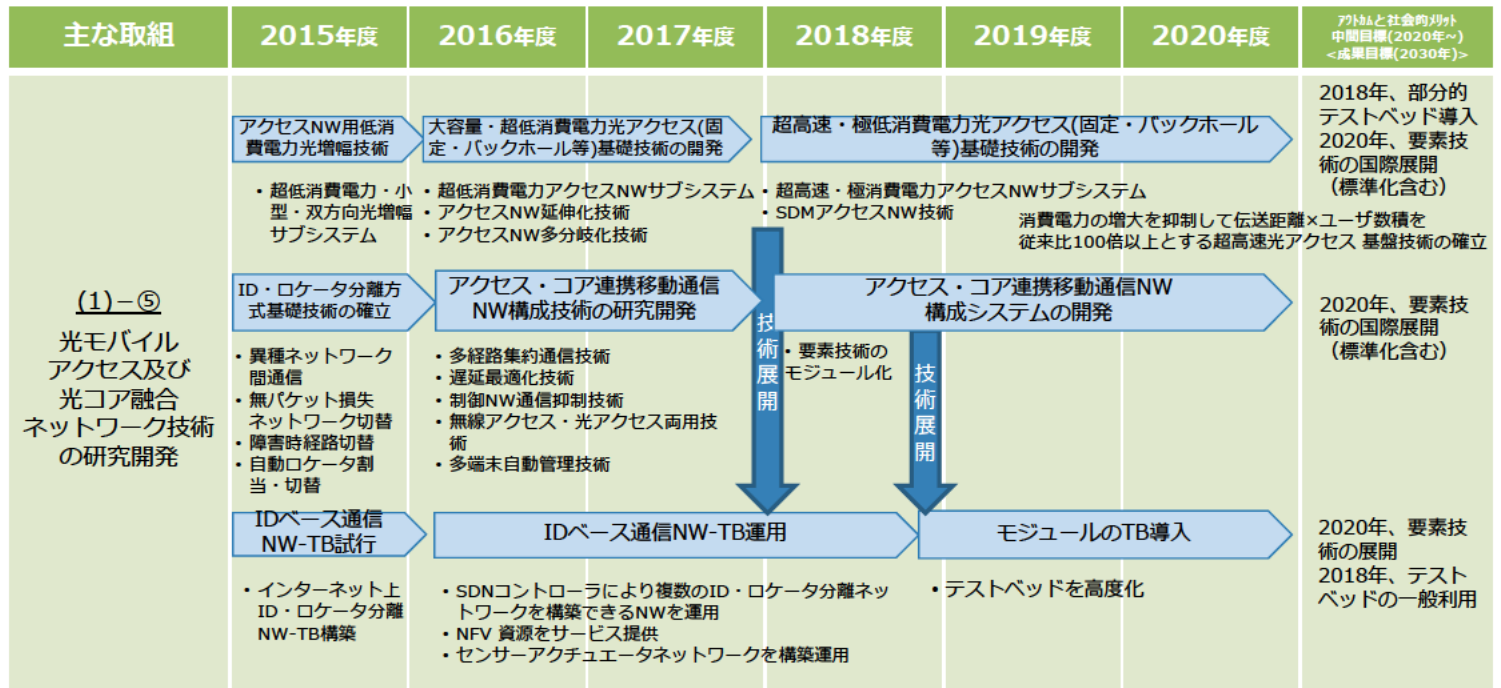 主な取組
2015年度
2016年度
2017年度
2018年度
2019年度
2020年度
アウトカムと社会的メリット
中間目標(2020年~)
<成果目標(2030年)>
(1)－⑤
光モバイル
アクセス及び
光コア融合
ネットワーク技術
の研究開発
アクセスNW用低消
費電力光増幅技術
大容量・超低消費電力光アクセス(固
定・バックホール等)基礎技術の開発
超高速・極低消費電力光アクセス(固定・バックホール
等)基礎技術の開発
2018年、部分的
テストベッド導入
2020年、要素技
術の国際展開
（標準化含む）
・超低消費電力・小
型・双方向光増幅
サブシステム
・超低消費電力アクセスNWサブシステム
・アクセスNW延伸化技術
・アクセスNW多分岐化技術
・超高速・極消費電力アクセスNWサブシステム
・SDMアクセスNW技術
消費電力の増大を抑制して伝送距離×ユーザ数積を
従来比100倍以上とする超高速光アクセス 基盤技術の確立
ID・ロケータ分離方
式基礎技術の確立
アクセス・コア連携移動通信
NW構成技術の研究開発
アクセス・コア連携移動通信NW
構成システムの開発
2020年、要素技
術の国際展開
（標準化含む）
・異種ネットワーク
間通信
・無パケット損失
ネットワーク切替
・障害時経路切替
・自動ロケータ割
当・切替
・多経路集約通信技術
・遅延最適化技術
・制御NW通信抑制技術
・無線アクセス・光アクセス両用技
術
・多端末自動管理技術
技術展開
・要素技術の
モジュール化
技術展開
IDベース通信
NW-TB試行
IDベース通信NW-TB運用
モジュールのTB導入
2020年、要素技
術の展開
2018年、テスト
ベッドの一般利用
・インターネット上
ID・ロケータ分離
NW-TB構築
・SDNコントローラにより複数のID・ロケータ分離ネッ
トワークを構築できるNWを運用
・NFV 資源をサービス提供
・センサーアクチュエータネットワークを構築運用
・テストベッドを高度化